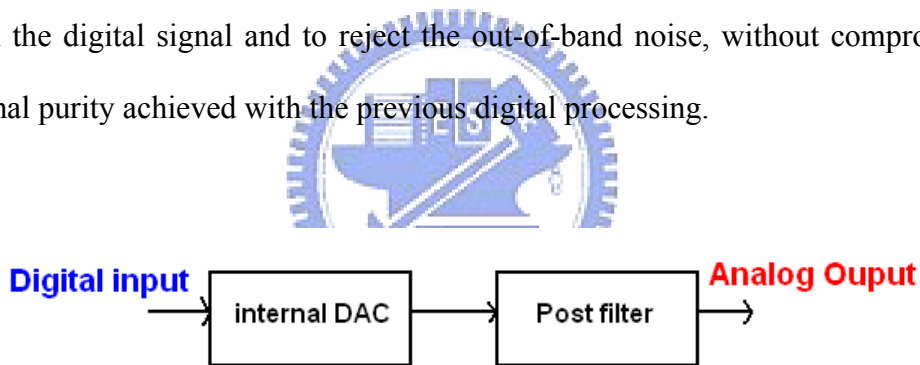 the digital signal and to reject the out-of-band noise, without compro
nal purity achieved with the previous digital processing.
ES
Digital input
internal DAC
Post filter
Analog Ouput